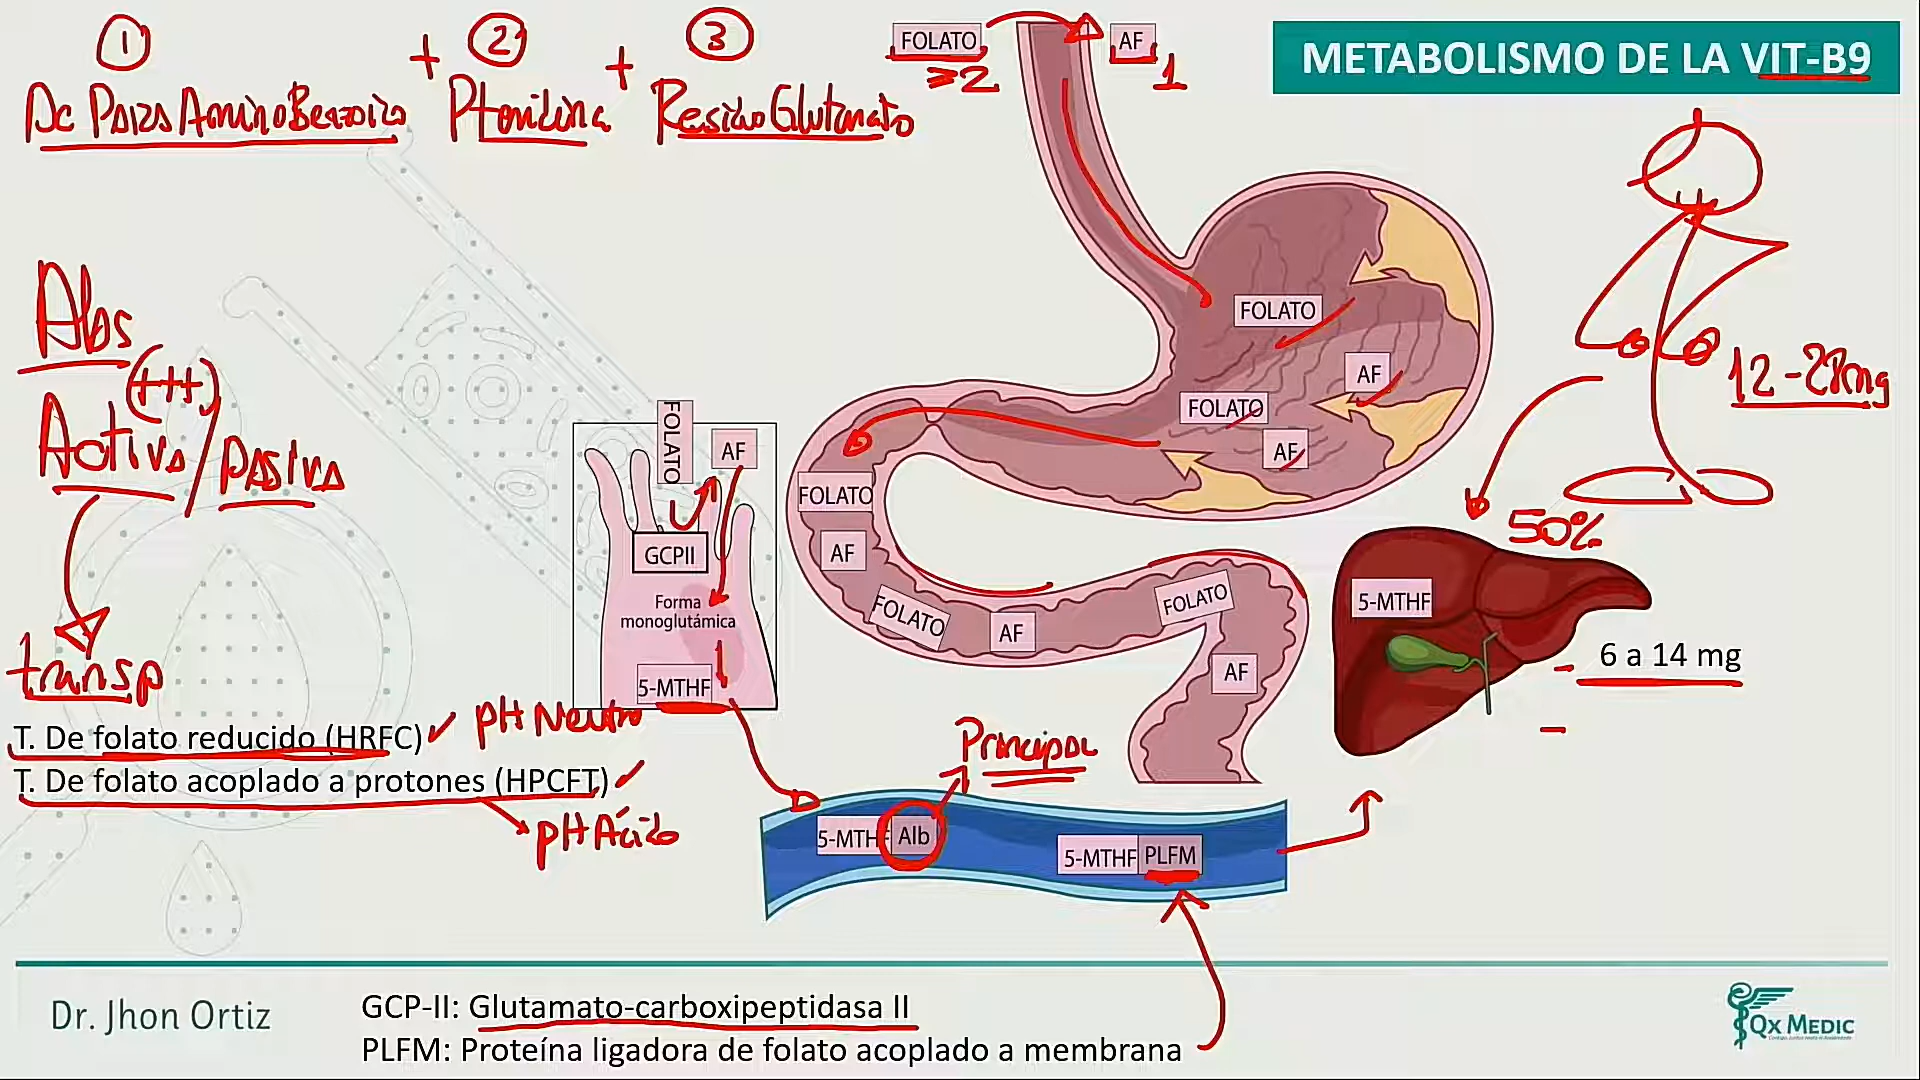 METABOLISMO DE LA VIT-B9
① + ② + ③
Ac Para AminoBenzoico + Pteridina + Residuo Glutamato
FOLATO
≥2
AF
1
Abs
(+++)
Activa / pasiva
transp
T. De folato reducido (HRFC) pH Neutro
T. De folato acoplado a protones (HPCFT)
pH Ácido
FOLATO
AF
GCPII
Forma
monoglutámica
5-MTHF
FOLATO
AF
FOLATO
AF
FOLATO
AF
FOLATO
AF
FOLATO
AF
12-28mg
50%
5-MTHF
6 a 14 mg
Principal
5-MTHF Alb
5-MTHF PLFM
Dr. Jhon Ortiz
GCP-II: Glutamato-carboxipeptidasa II
PLFM: Proteína ligadora de folato acoplado a membrana
QX MEDIC